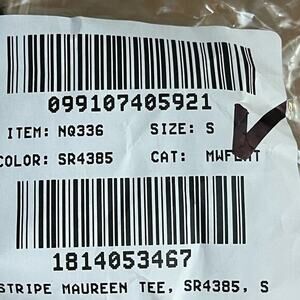 099107405921
ITEM: NQ336 SIZE: S
COLOR: SR4385 CAT:
1814053467
STRIPE MAUREEN TEE, SR4385, S